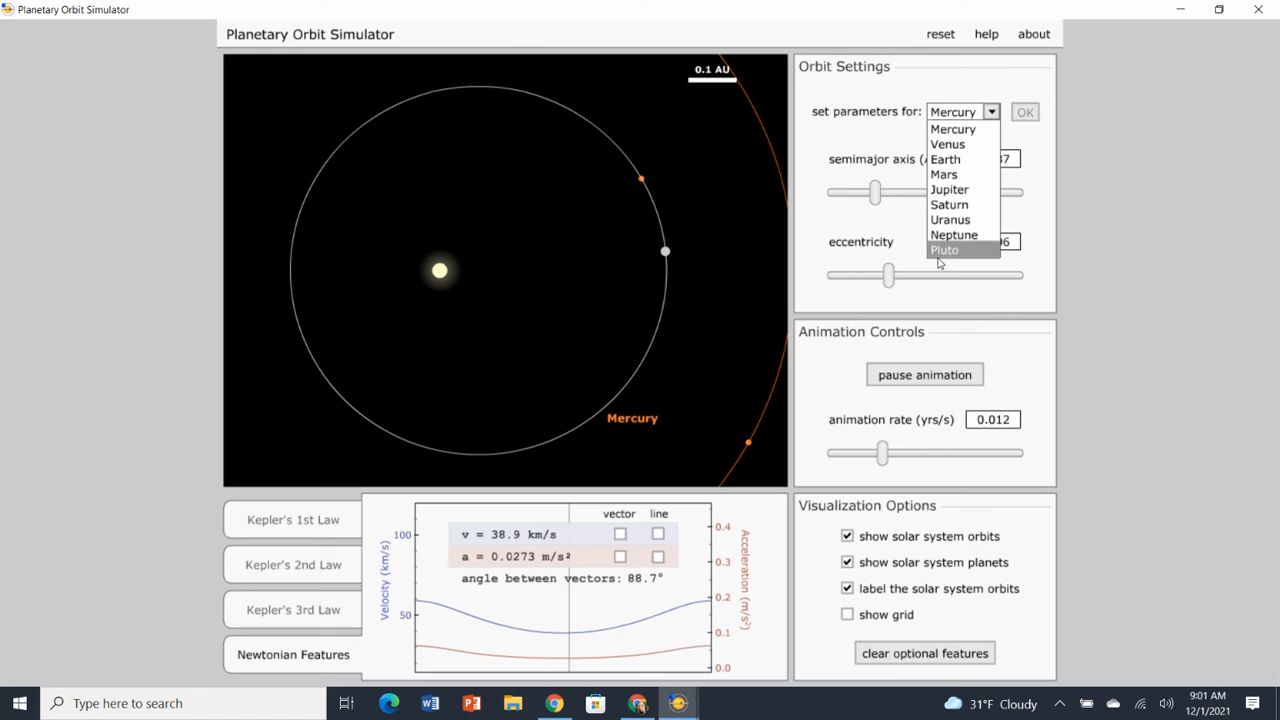 Planetary Orbit Simulator
Planetary Orbit Simulator
reset help about
0.1 AU
Mercury
Orbit Settings
set parameters for: Mercury OK
Mercury
Venus
Earth
Mars
Jupiter
Saturn
Uranus
Neptune
Pluto
semimajor axis (
eccentricity
Animation Controls
pause animation
animation rate (yrs/s) 0.012
Kepler's 1st Law
Kepler's 2nd Law
Kepler's 3rd Law
Newtonian Features
vector line
v = 38.9 km/s
a = 0.0273 m/s²
angle between vectors: 88.7°
Velocity (km/s)
100
50
0.4
0.3
0.2
0.1
0.0
Acceleration (m/s²)
Visualization Options
show solar system orbits
show solar system planets
label the solar system orbits
show grid
clear optional features
Type here to search
31°F Cloudy
9:01 AM
12/1/2021